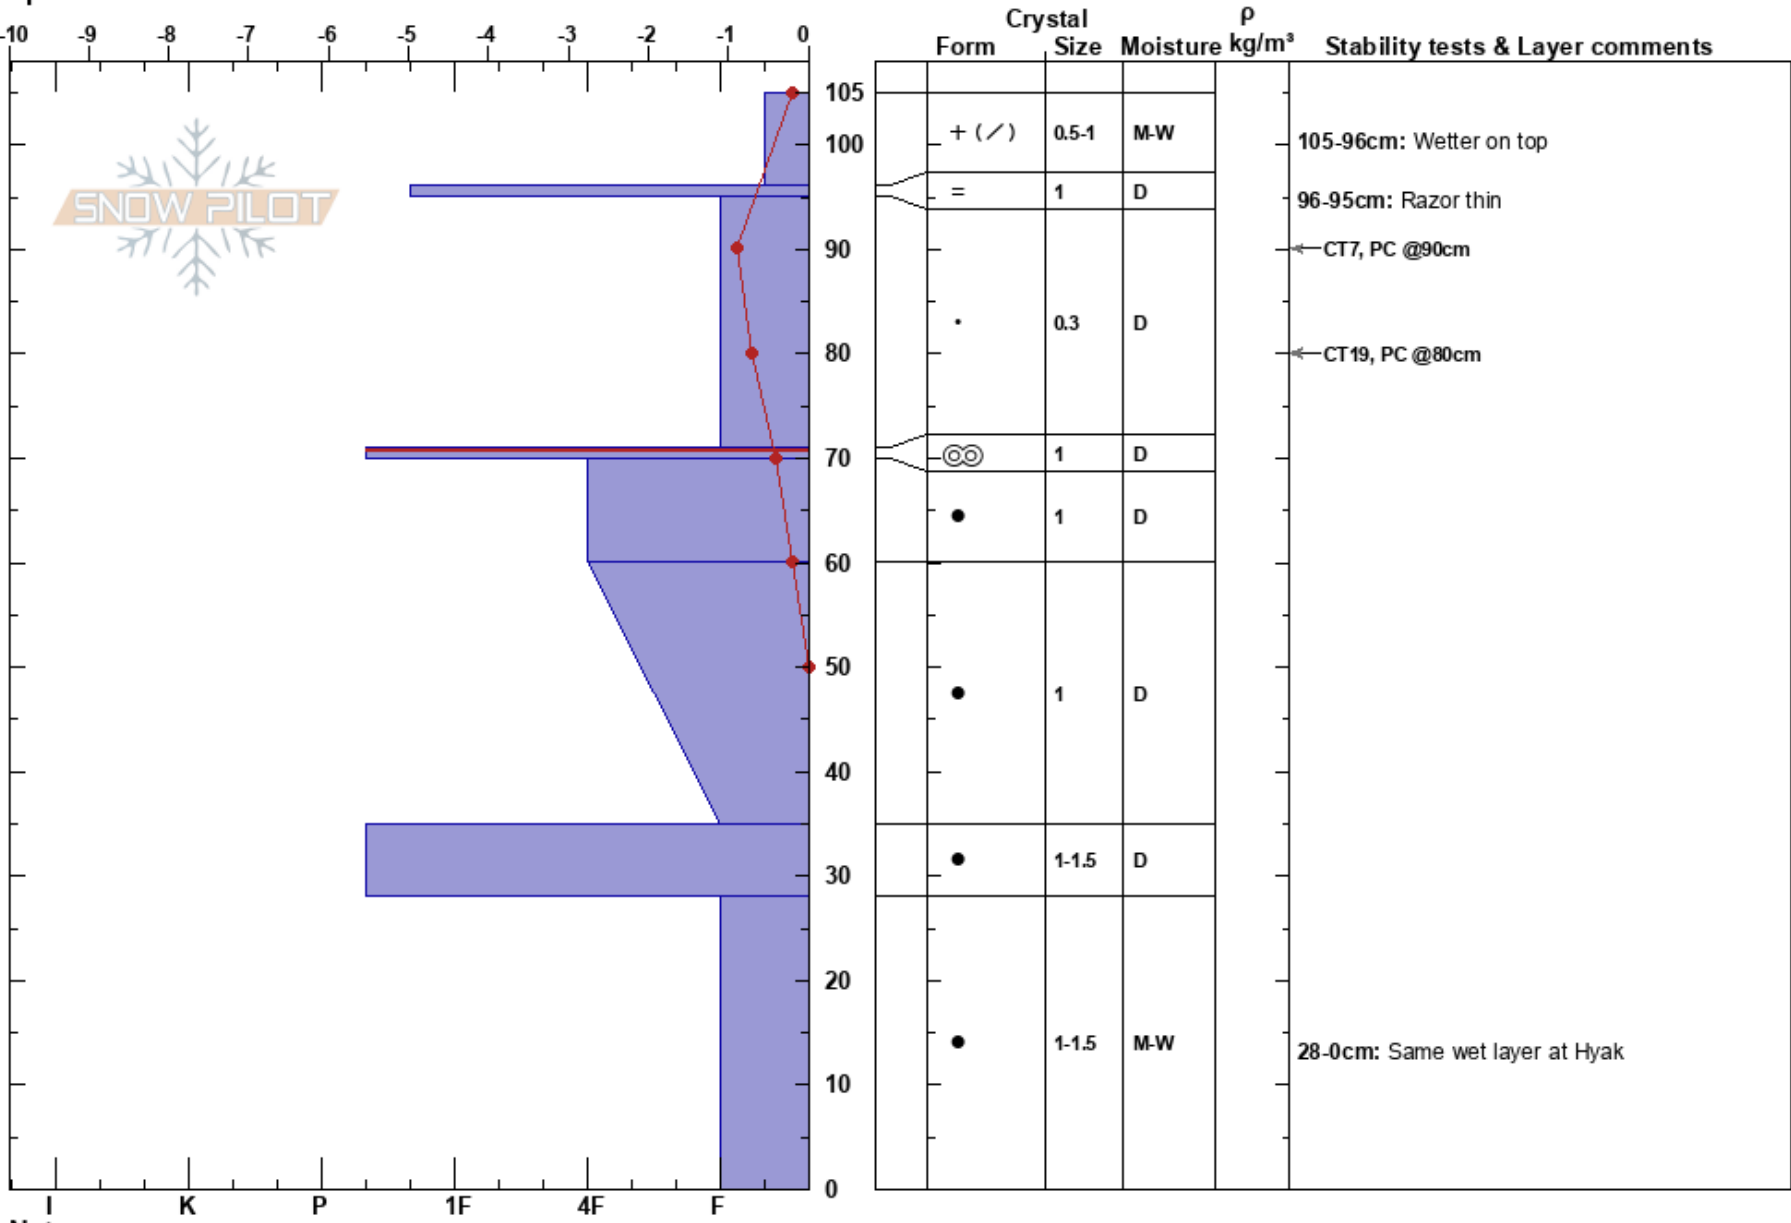 Crystal ρ
-10 -9 -8 -7 -6 -5 -4 -3 -2 -1 0 Form Size Moisture kg/m³ Stability tests & Layer comments
105
+ (∕) 0.5-1 M-W
100 105-96cm: Wetter on top
= 1 D
SNOW PILOT 96-95cm: Razor thin
90 CT7, PC @90cm
· 0.3 D
80 CT19, PC @80cm
70 1 D
● 1 D
60
50
● 1 D
40
● 1-1.5 D
30
20
● 1-1.5 M-W
28-0cm: Same wet layer at Hyak
10
0
I K P 1F 4F F